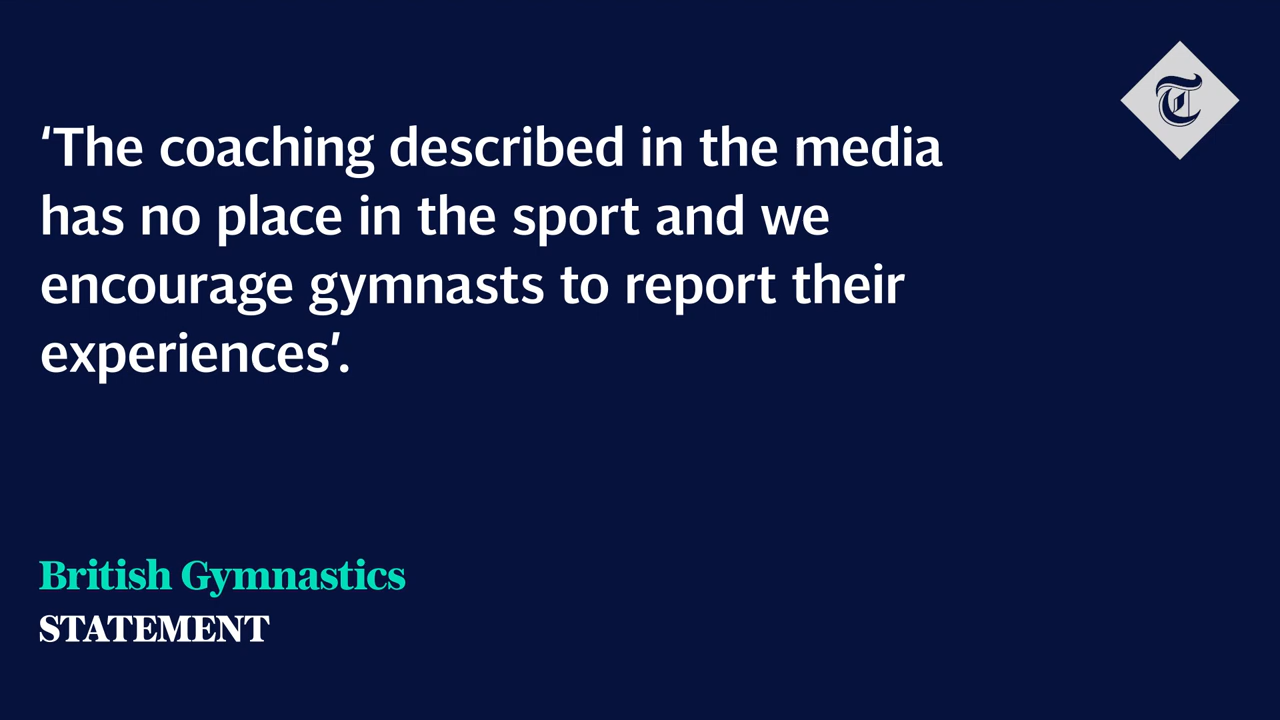 ‘The coaching described in the media
has no place in the sport and we
encourage gymnasts to report their
experiences’.
T
British Gymnastics
STATEMENT